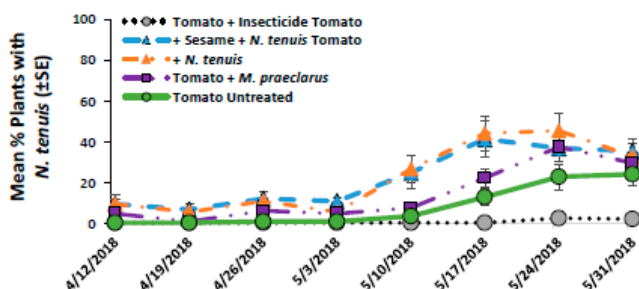 Mean % Plants with
N. tenuis (±SE)
100
80
60
40
20
0
Tomato + Insecticide Tomato
+ Sesame + N. tenuis Tomato
+ N. tenuis
Tomato + M. praeclarus
Tomato Untreated
4/12/2018
4/19/2018
4/26/2018
5/3/2018
5/10/2018
5/17/2018
5/24/2018
5/31/2018